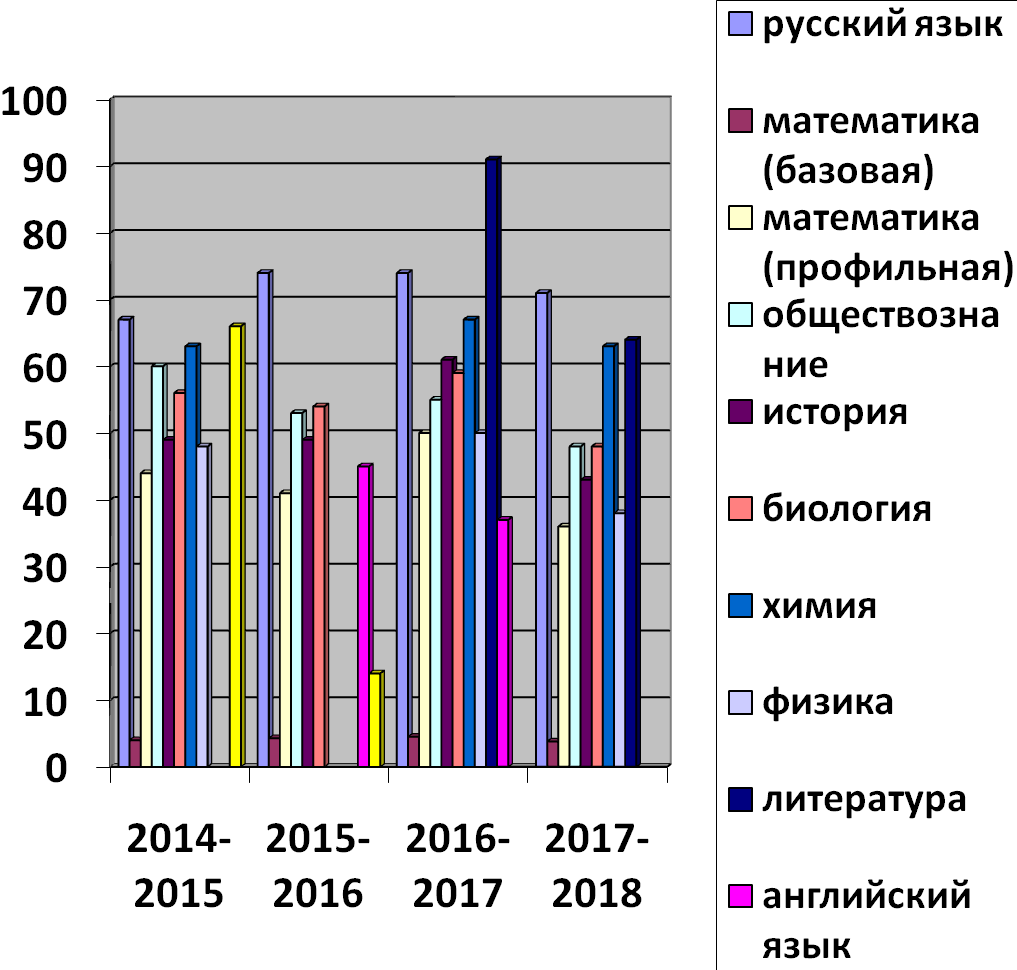 100
90
80
70
60
50
40
30
20
10
0
2014-
2015
2015-
2016
2016-
2017
2017-
2018
русский язык
математика
(базовая)
математика
(профильная)
обществозна
ние
история
биология
химия
физика
литература
английский
язык